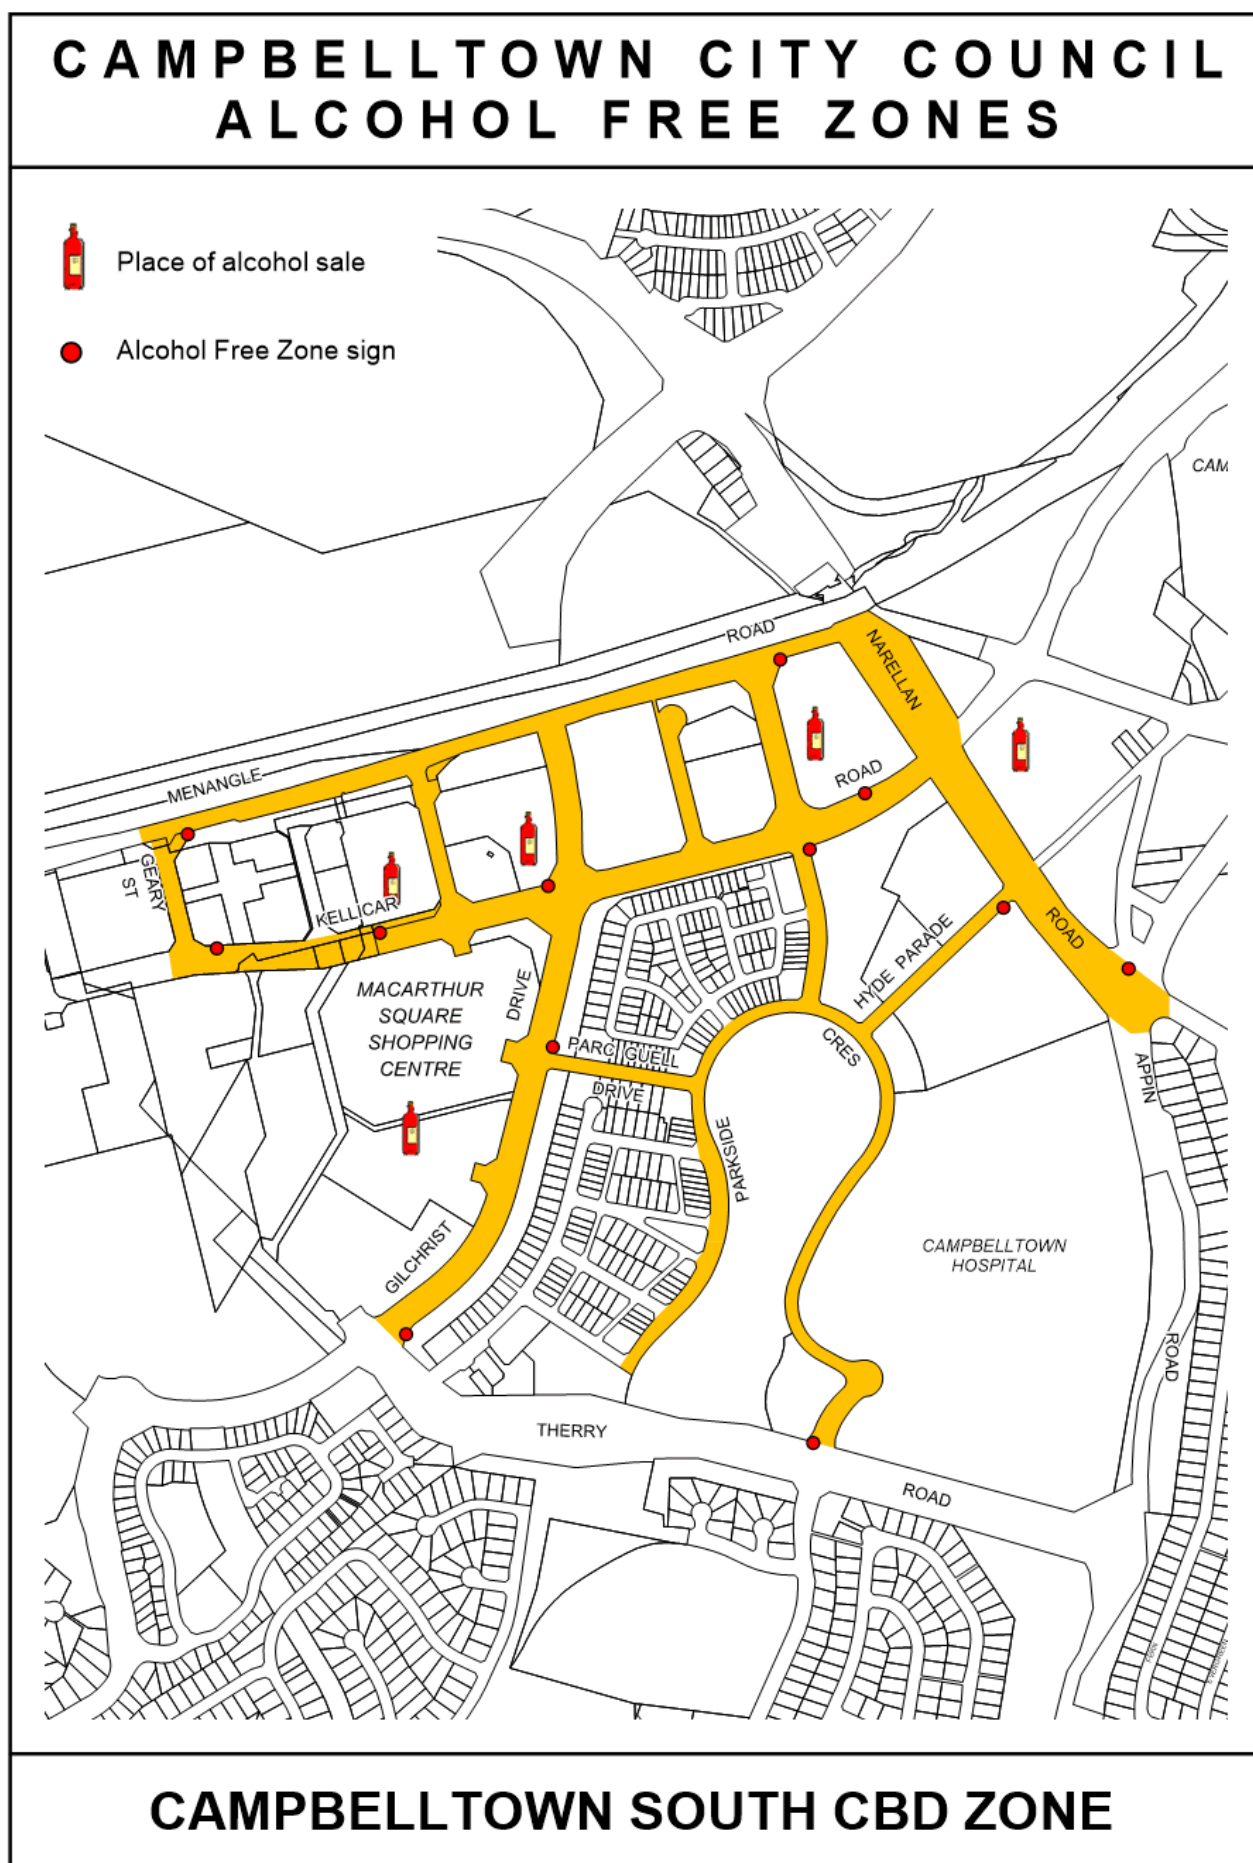 CAMPBELLTOWN CITY COUNCIL
ALCOHOL FREE ZONES
Place of alcohol sale
Alcohol Free Zone sign
CAM
ROAD
NARELLAN
MENANGLE
ROAD
GEARY
ST
KELLICAR
ROAD
HYDE PARADE
MACARTHUR
SQUARE
SHOPPING
CENTRE
DRIVE
PARC GUELL
DRIVE
CRES
APPIN
PARKSIDE
GILCHRIST
CAMPBELLTOWN
HOSPITAL
ROAD
THERRY
ROAD
CAMPBELLTOWN SOUTH CBD ZONE